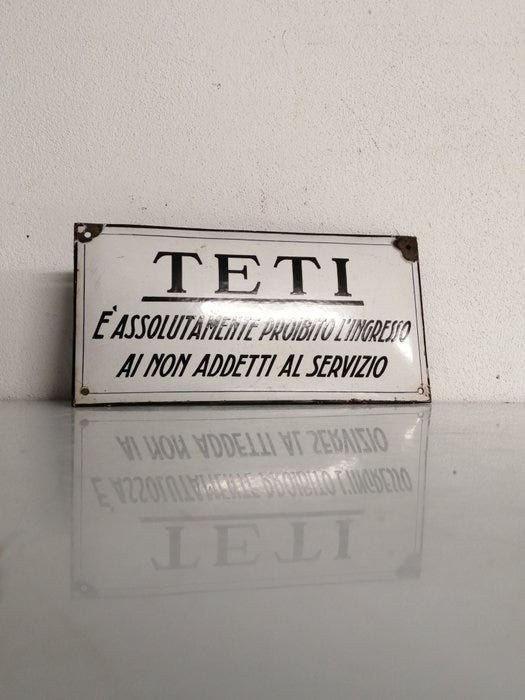 TETI
È ASSOLUTAMENTE PROIBITO L'INGRESSO
AI NON ADDETTI AL SERVIZIO